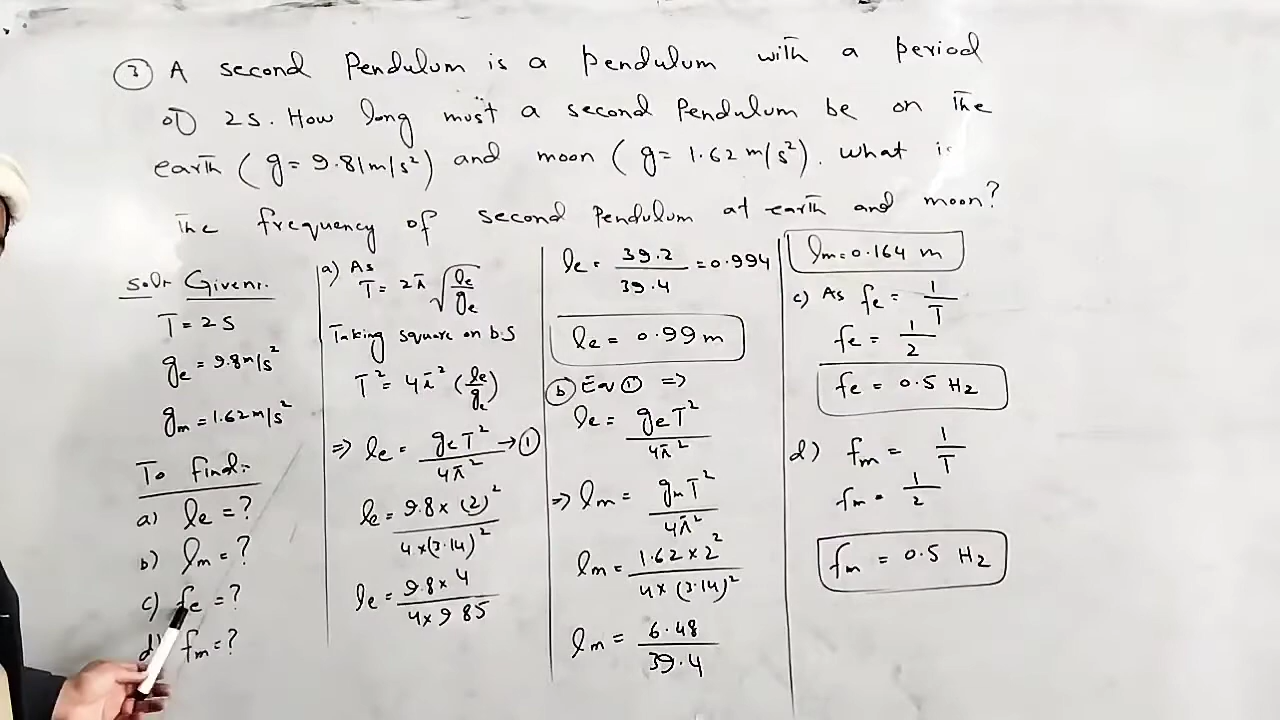 ③ A second Pendulum is a pendulum with a period
of 2s. How long must a second Pendulum be on The
earth (g = 9.81m/s²) and moon (g = 1.62 m/s²). what is
The frequency of second Pendulum at earth and moon?
Solr Given:.
T = 2 S
gₑ = 9.8m/s²
gₘ = 1.62m/s²
To find:-
a) lₑ = ?
b) lₘ = ?
c) fₑ = ?
d) fₘ = ?
a) As
T = 2π √(lₑ/gₑ)
Taking square on b.s
T² = 4π² (lₑ/gₑ)
⇒ lₑ = gₑT²/4π² → ①
lₑ = 9.8 × (2)²/4×(3.14)²
lₑ = 9.8 × 4/4× 9 85
lₑ = 39.2/39.4 = 0.994
lₑ = 0.99 m
ⓑ Eq ① ⇒
lₑ = gₑT²/4π²
⇒ lₘ = gₘT²/4π²
lₘ = 1.62 × 2²/4× (3.14)²
lₘ = 6.48/39.4
lₘ = 0.164 m
c) As fₑ = 1/T
fₑ = 1/2
fₑ = 0.5 Hz
d) fₘ = 1/T
fₘ = 1/2
fₘ = 0.5 Hz